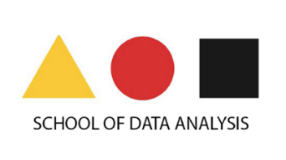 SCHOOL OF DATA ANALYSIS